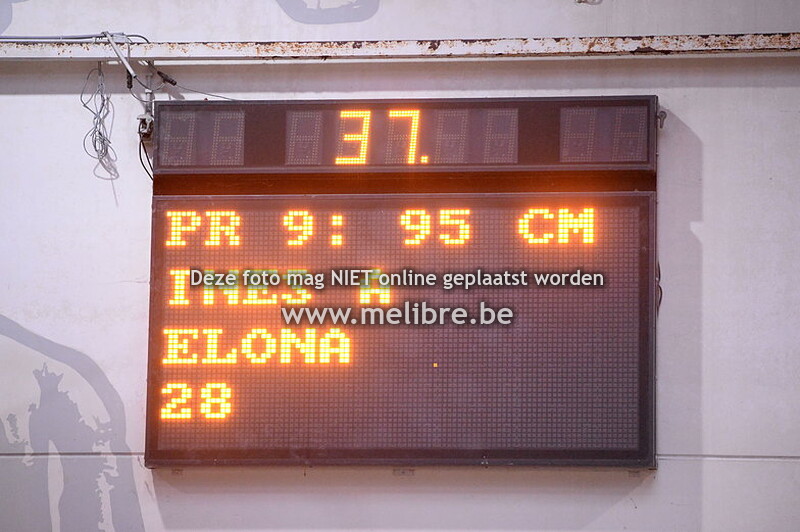 37.
PR 9: 95 CM
INES A
Deze foto mag NIET online geplaatst worden
www.melibre.be
ELONA
28